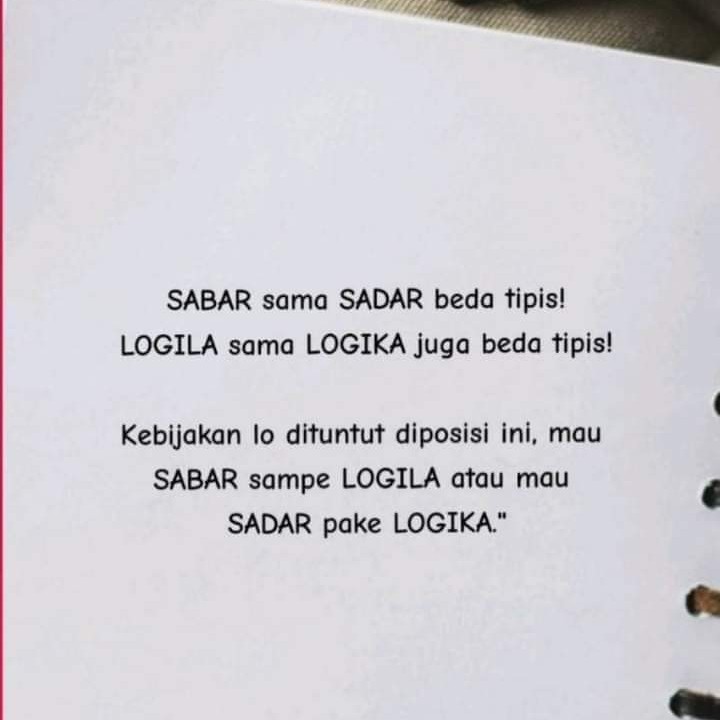 SABAR sama SADAR beda tipis!
LOGILA sama LOGIKA juga beda tipis!
Kebijakan lo dituntut diposisi ini, mau
SABAR sampe LOGILA atau mau
SADAR pake LOGIKA."